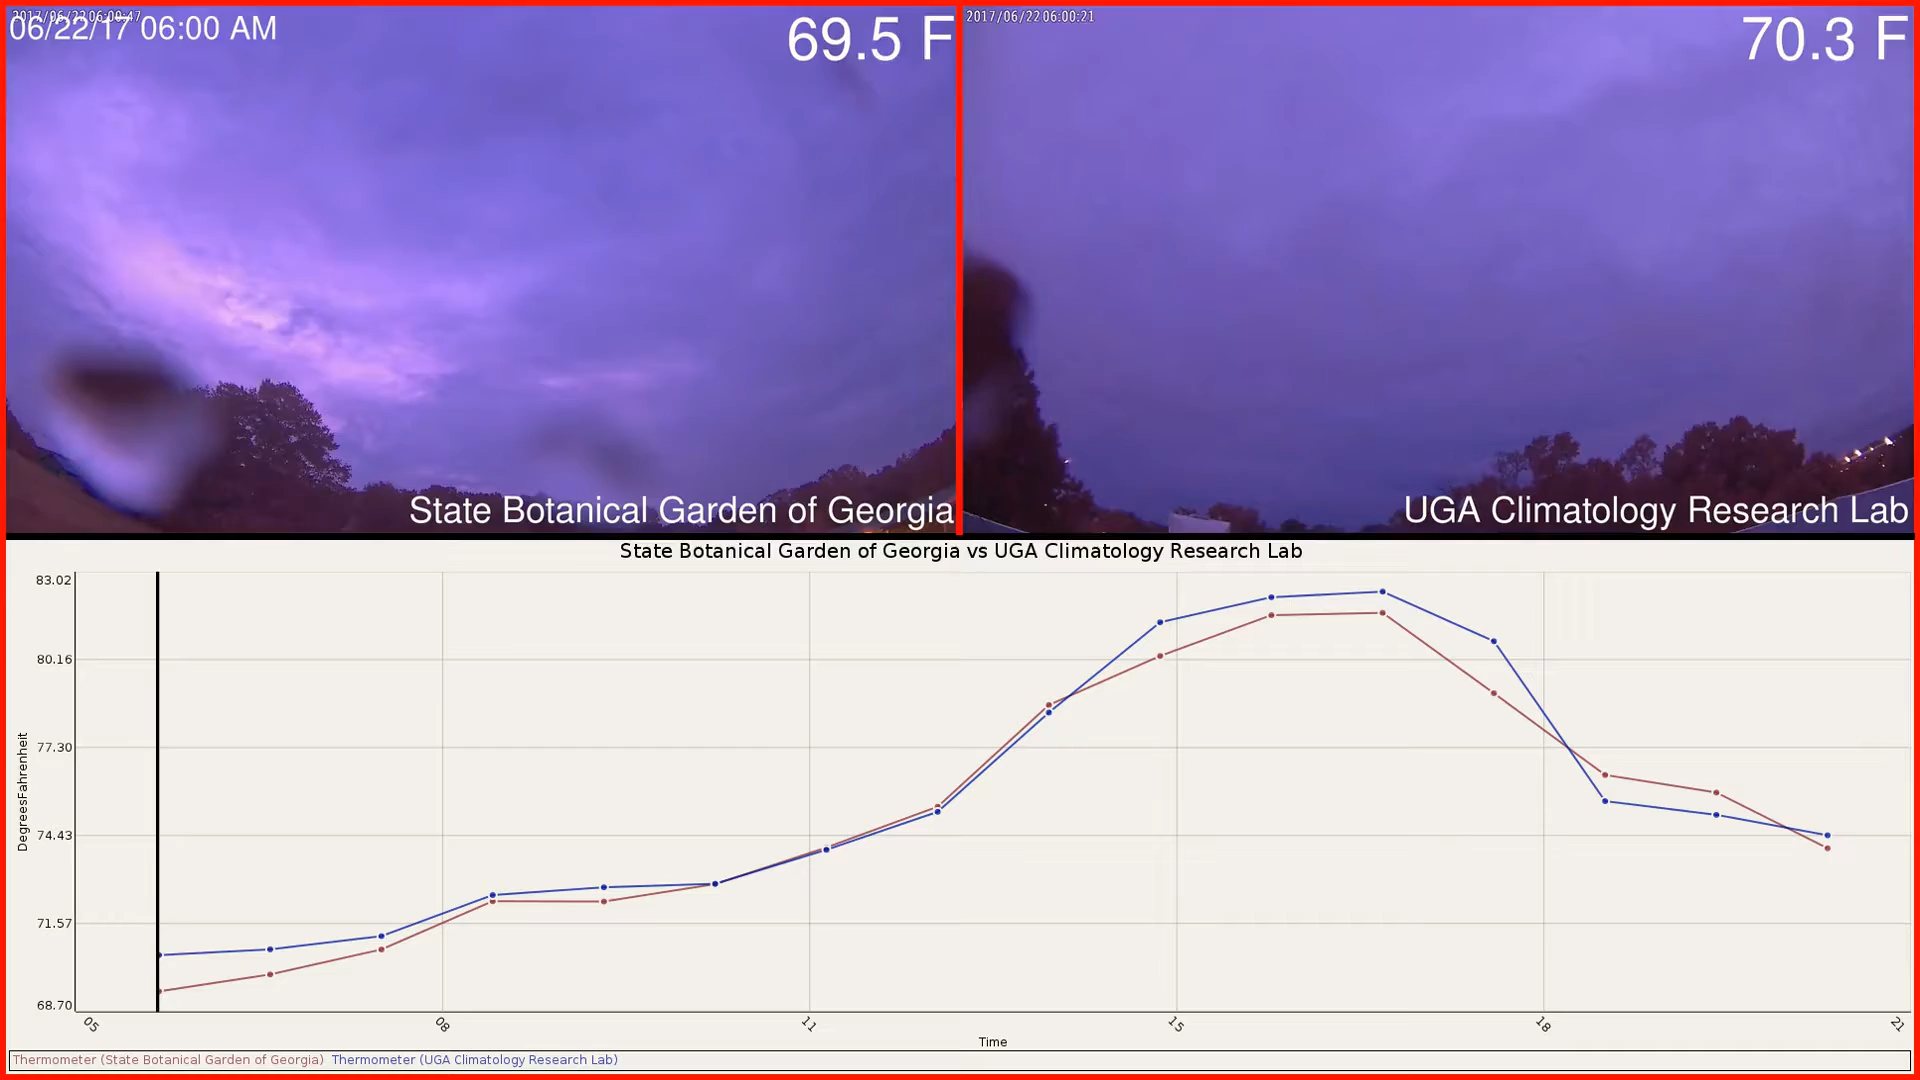 2017/06/22 06:00:47
06/22/17 06:00 AM
69.5 F
State Botanical Garden of Georgia
2017/06/22 06:00:21
70.3 F
UGA Climatology Research Lab
State Botanical Garden of Georgia vs UGA Climatology Research Lab
83.02
80.16
77.30
74.43
71.57
68.70
DegreesFahrenheit
05 08 11 15 18 21
Time
Thermometer (State Botanical Garden of Georgia) Thermometer (UGA Climatology Research Lab)